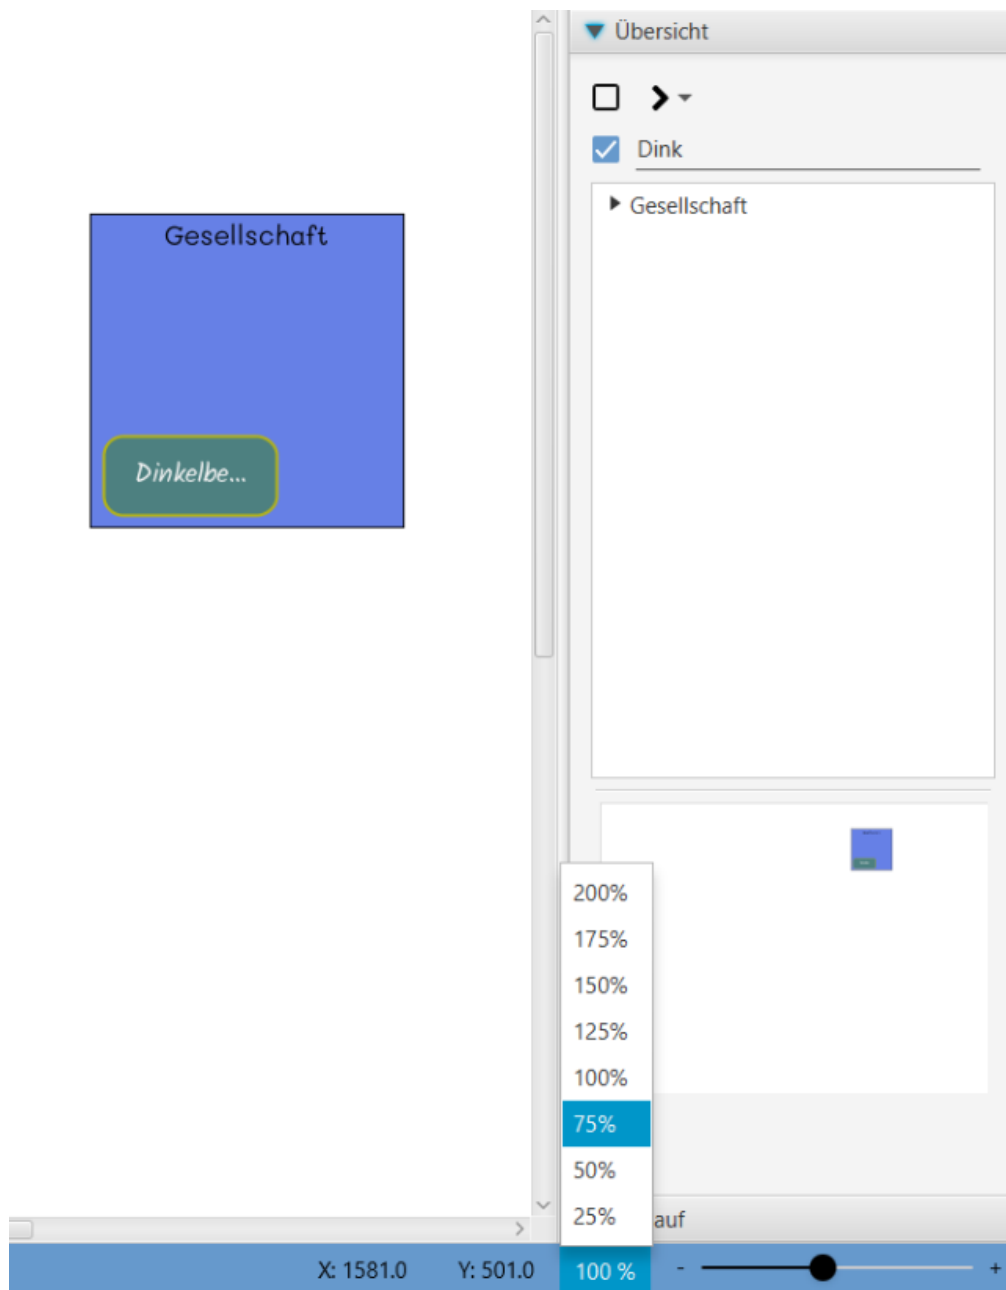 Übersicht
Dink
Gesellschaft
Gesellschaft
Dinkelbe...
200%
175%
150%
125%
100%
75%
50%
25%
auf
X: 1581.0
Y: 501.0
100 %
-
+